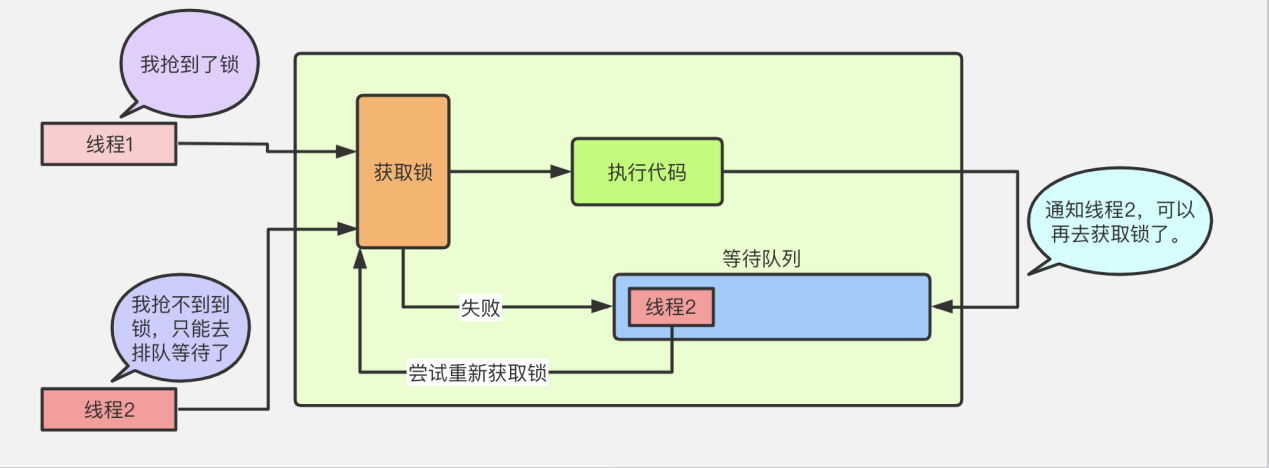 我抢到了锁
线程1
获取锁
执行代码
通知线程2，可以
再去获取锁了。
等待队列
线程2
失败
我抢不到到
锁，只能去
排队等待了
尝试重新获取锁
线程2